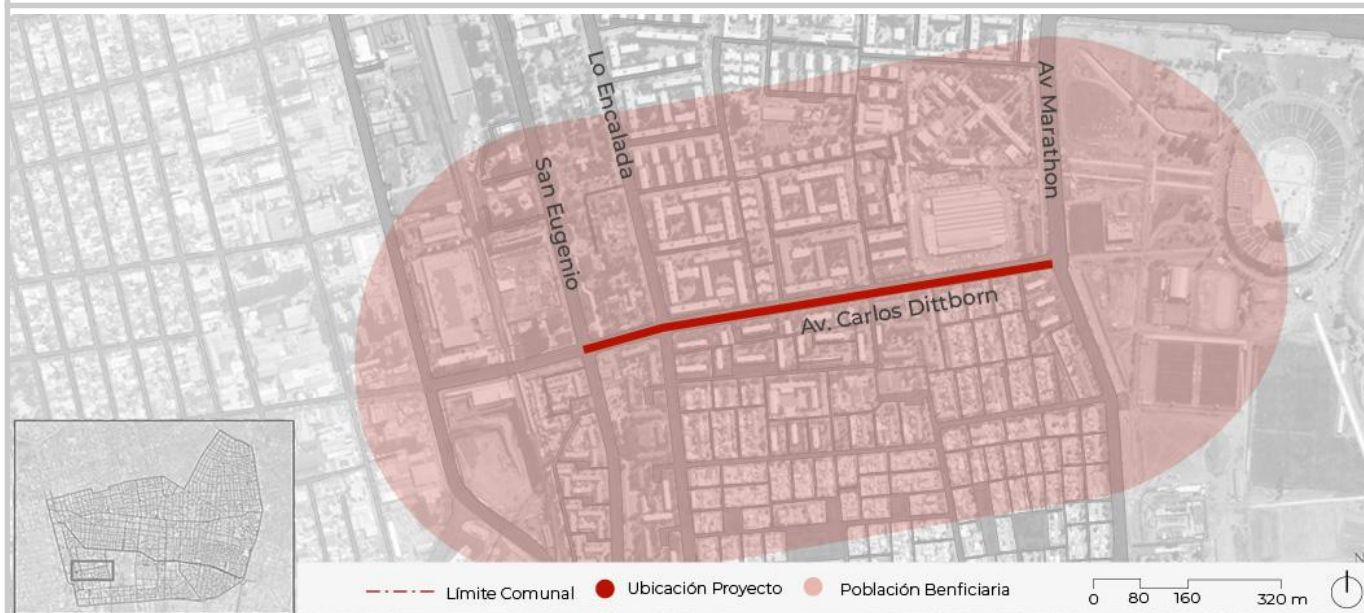 Lo Encalada
San Eugenio
Av Marathon
Av. Carlos Dittborn
Límite Comunal
Ubicación Proyecto
Población Benficiaria
0 80 160 320 m
N